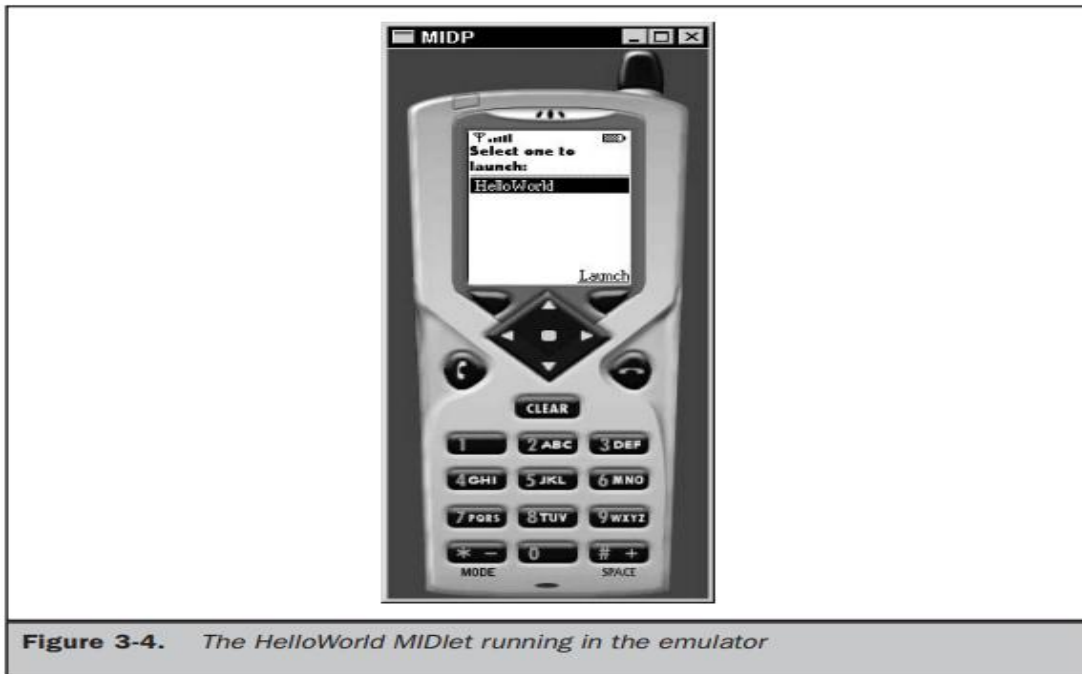 MIDP
Select one to
launch:
HelloWorld
Launch
CLEAR
1 2 ABC 3 DEF
4 GHI 5 JKL 6 MNO
7 PQRS 8 TUV 9 WXYZ
* - 0 # +
MODE SPACE
Figure 3-4. The HelloWorld MIDlet running in the emulator